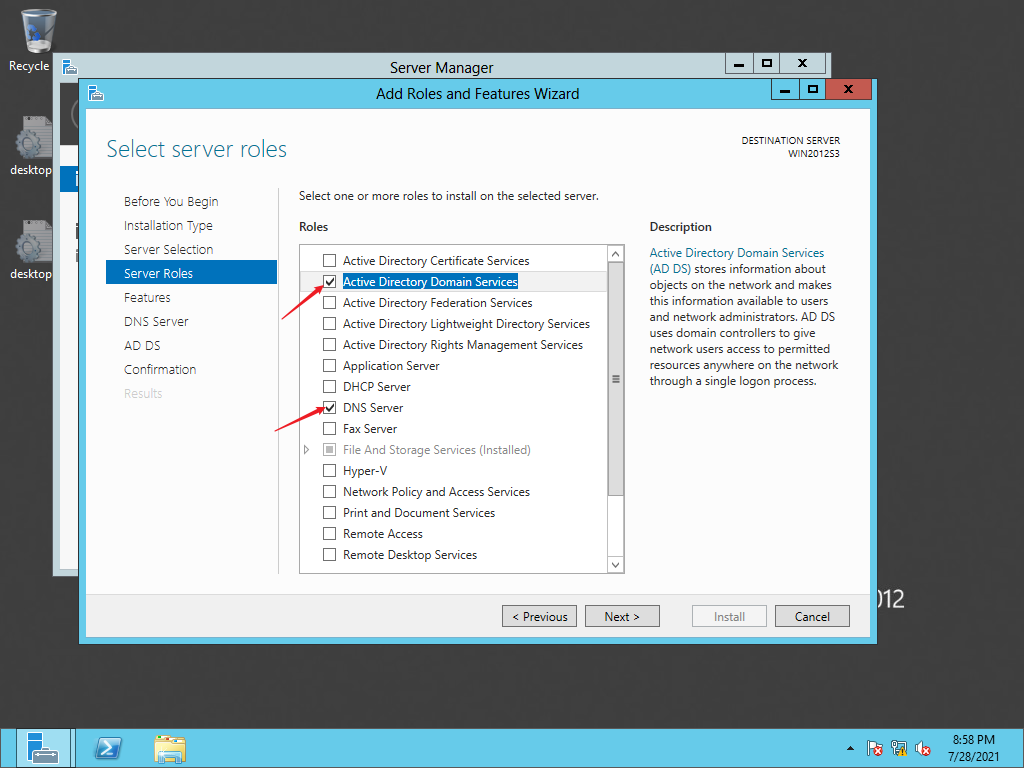 Recycle
desktop
desktop
Server Manager
Add Roles and Features Wizard
Select server roles
DESTINATION SERVER
WIN2012S3
Before You Begin
Installation Type
Server Selection
Server Roles
Features
DNS Server
AD DS
Confirmation
Results
Select one or more roles to install on the selected server.
Roles
Active Directory Certificate Services
Active Directory Domain Services
Active Directory Federation Services
Active Directory Lightweight Directory Services
Active Directory Rights Management Services
Application Server
DHCP Server
DNS Server
Fax Server
File And Storage Services (Installed)
Hyper-V
Network Policy and Access Services
Print and Document Services
Remote Access
Remote Desktop Services
Description
Active Directory Domain Services
(AD DS) stores information about
objects on the network and makes
this information available to users
and network administrators. AD DS
uses domain controllers to give
network users access to permitted
resources anywhere on the network
through a single logon process.
< Previous
Next >
Install
Cancel
012
8:58 PM
7/28/2021